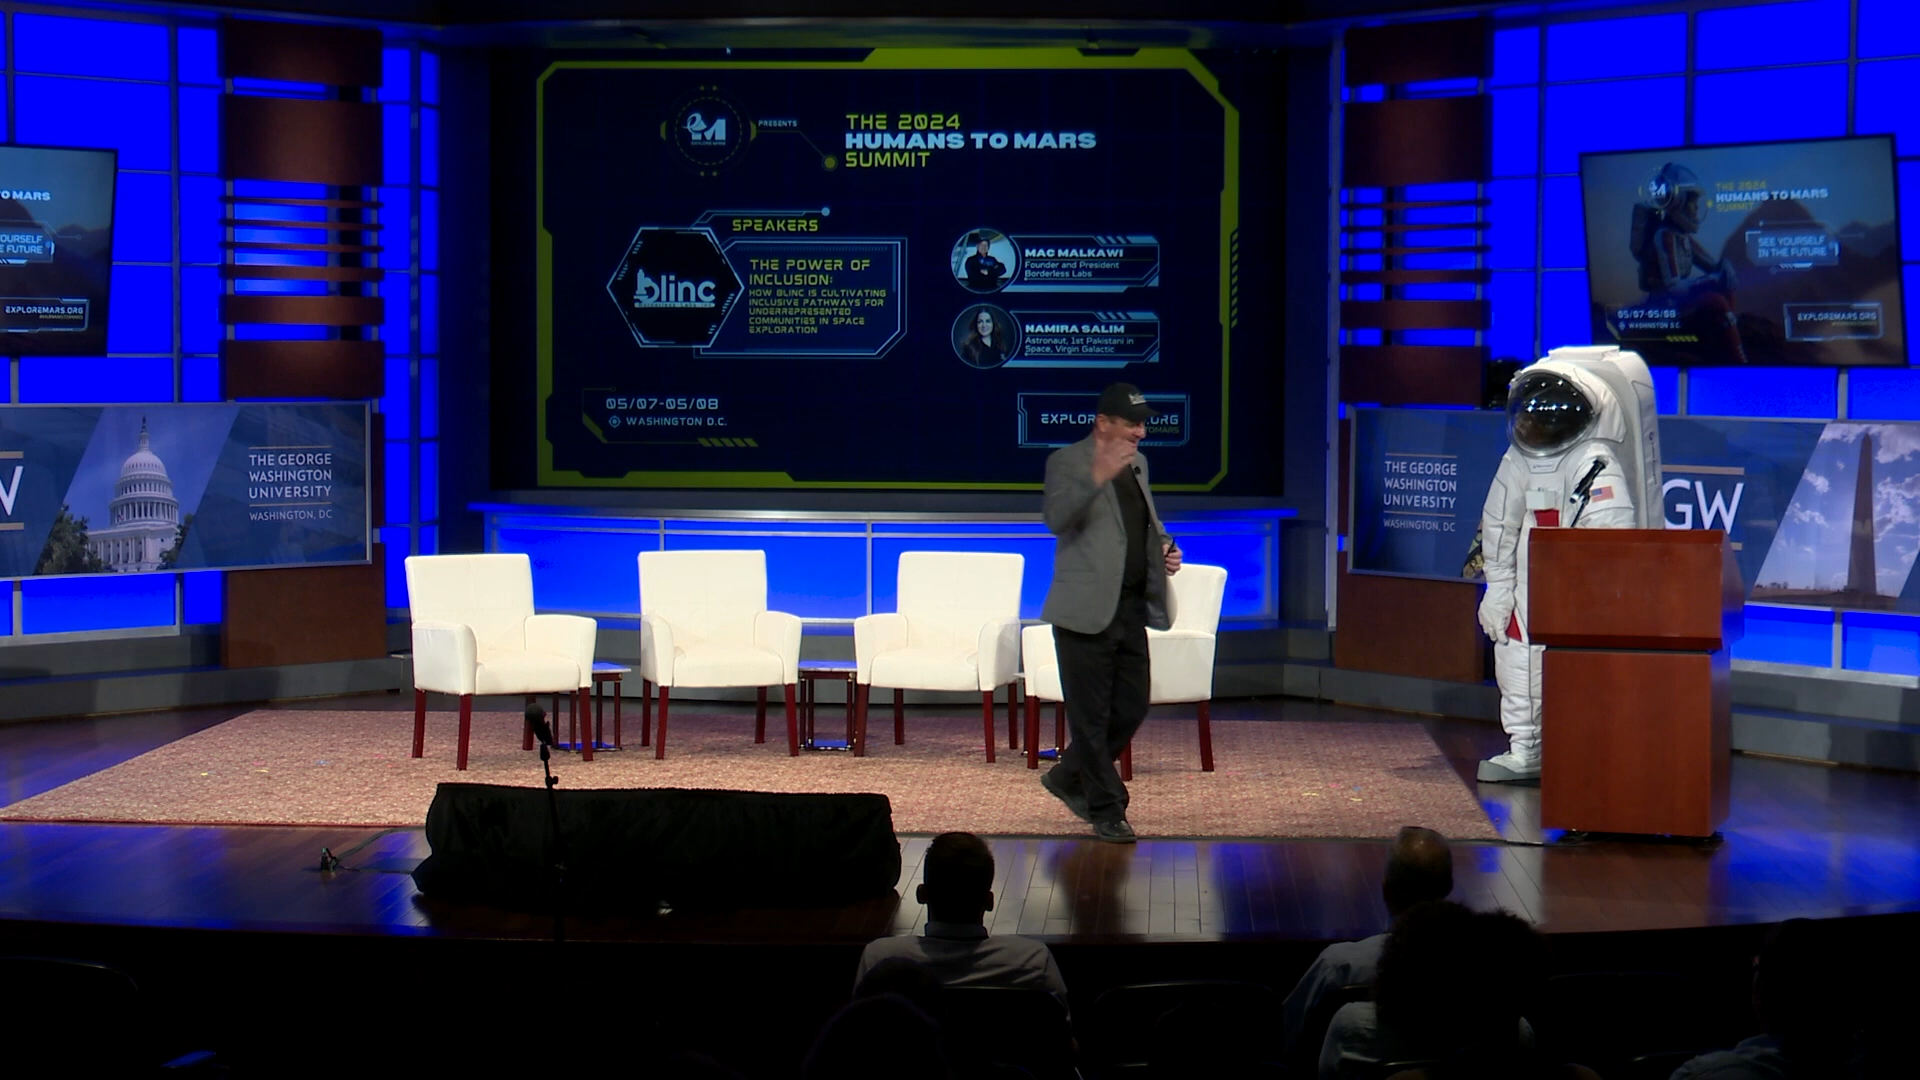 PRESENTS
THE 2024
HUMANS TO MARS
SUMMIT
SPEAKERS
blinc
THE POWER OF
INCLUSION:
HOW BLINC IS CULTIVATING
INCLUSIVE PATHWAYS FOR
UNDERREPRESENTED
COMMUNITIES IN SPACE
EXPLORATION
MAC MALKAWI
Founder and President
Borderless Labs
NAMIRA SALIM
Astronaut, 1st Pakistani in
Space, Virgin Galactic
05/07-05/08
WASHINGTON D.C.
EXPLOR
.ORG
O MARS
OURSELF
E FUTURE
EXPLOREMARS.ORG
THE 2024
HUMANS TO MARS
SUMMIT
SEE YOURSELF
IN THE FUTURE
05/07-05/08
WASHINGTON D.C.
EXPLOREMARS.ORG
THE GEORGE
WASHINGTON
UNIVERSITY
WASHINGTON, DC
THE GEORGE
WASHINGTON
UNIVERSITY
WASHINGTON, DC
GW